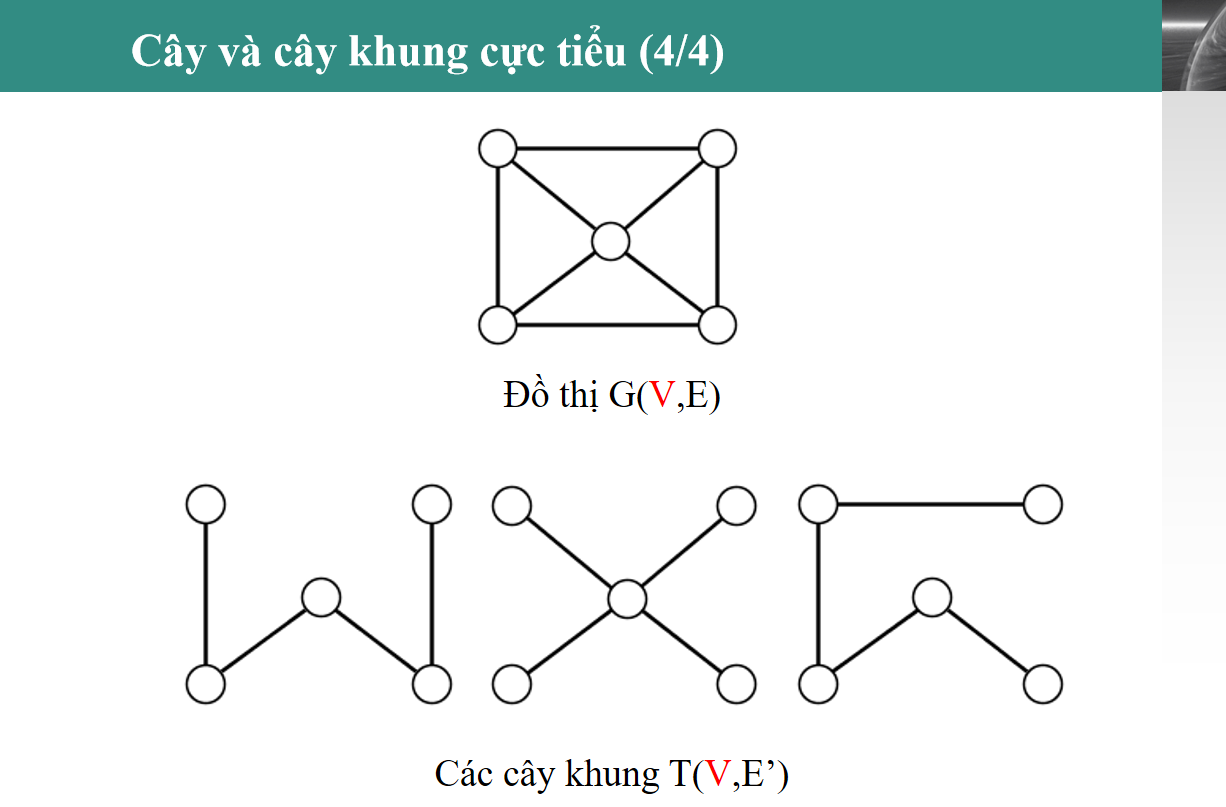 Cây và cây khung cực tiểu (4/4)
Đồ thị G(V,E)
Các cây khung T(V,E’)